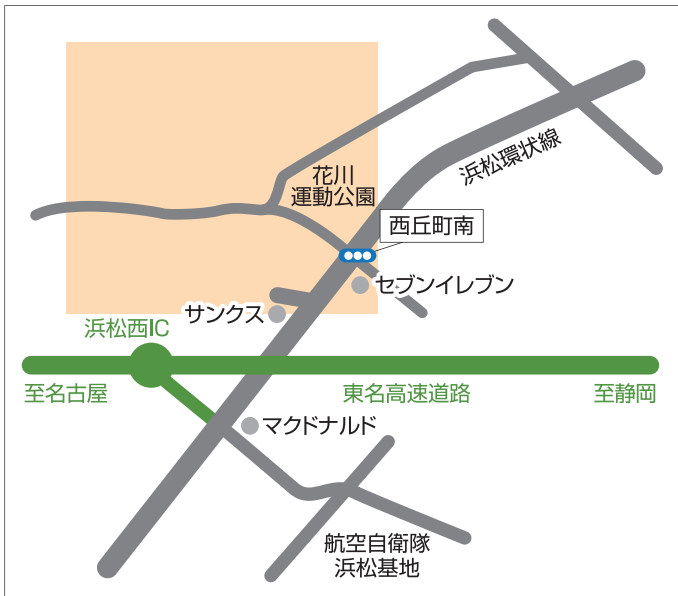 浜松環状線
花川
運動公園
西丘町南
セブンイレブン
サンクス
浜松西IC
至名古屋
東名高速道路
至静岡
マクドナルド
航空自衛隊
浜松基地